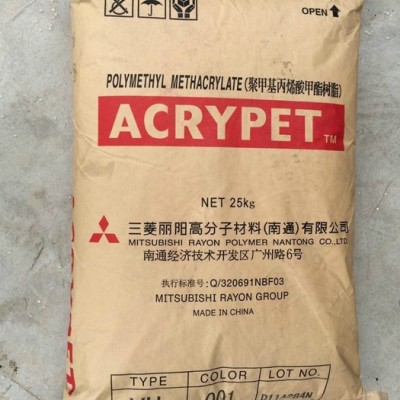 OPEN
POLYMETHYL METHACRYLATE(聚甲基丙烯酸甲酯树脂)
ACRYPET TM
NET 25kg
三菱丽阳高分子材料(南通)有限公司
MITSUBISHI RAYON POLYMER NANTONG CO.,LTD
南通经济技术开发区广州路6号
执行标准号:Q/320691NBF03
MITSUBISHI RAYON GROUP
MADE IN CHINA
TYPE COLOR LOT NO.
001